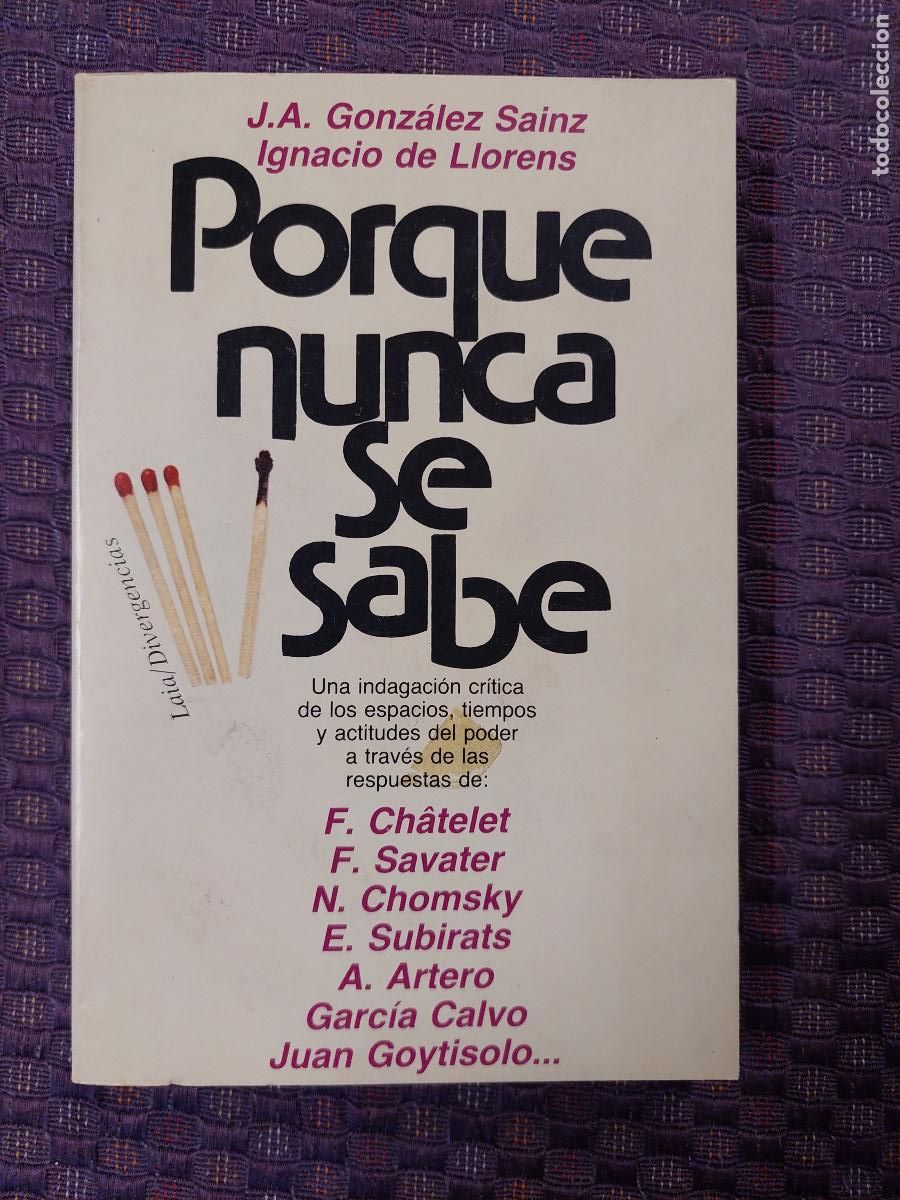 J.A. González Sainz
Ignacio de Llorens
Porque
nunca
se
sabe
Laia/Divergencias
Una indagación crítica
de los espacios, tiempos
y actitudes del poder
a través de las
respuestas de:
F. Châtelet
F. Savater
N. Chomsky
E. Subirats
A. Artero
García Calvo
Juan Goytisolo...
todocoleccion